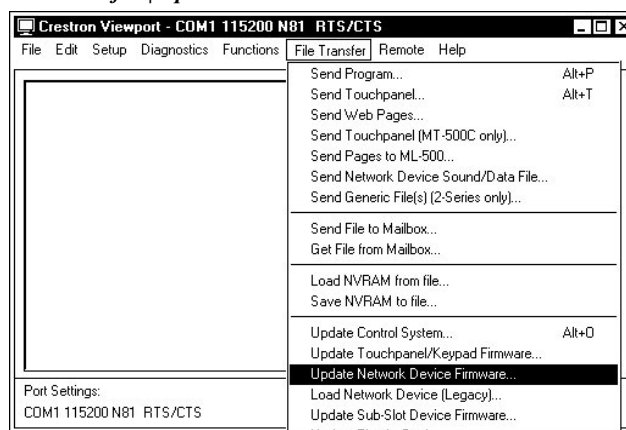 Crestron Viewport - COM1 115200 N81 RTS/CTS
File Edit Setup Diagnostics Functions File Transfer Remote Help
Send Program... Alt+P
Send Touchpanel... Alt+T
Send Web Pages...
Send Touchpanel (MT-500C only)...
Send Pages to ML-500...
Send Network Device Sound/Data File...
Send Generic File(s) (2-Series only)...
Send File to Mailbox...
Get File from Mailbox...
Load NVRAM from file...
Save NVRAM to file...
Update Control System... Alt+O
Update Touchpanel/Keypad Firmware...
Update Network Device Firmware...
Load Network Device (Legacy)...
Update Sub-Slot Device Firmware...
Port Settings:
COM1 115200 N81 RTS/CTS